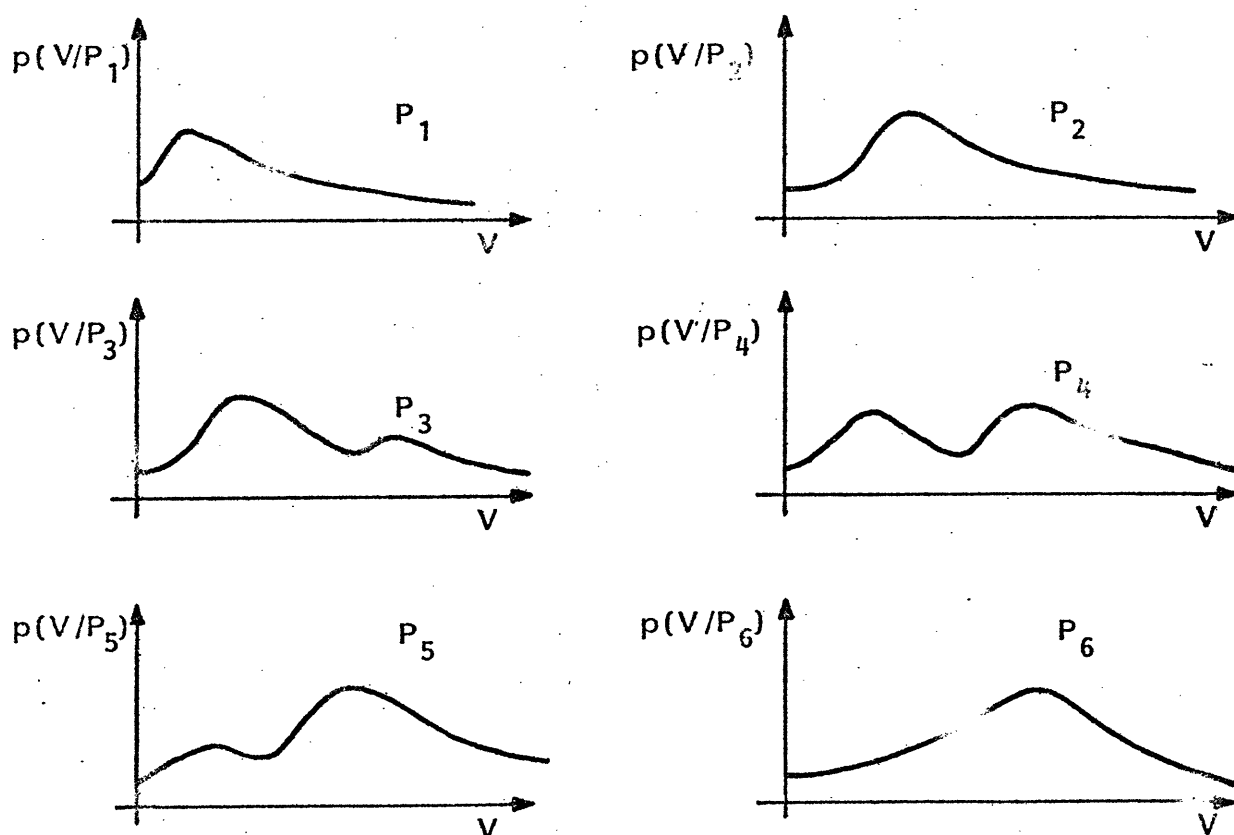 p(V/P1) P1 V
p(V/P2) P2 V
p(V/P3) P3 V
p(V/P4) P4 V
p(V/P5) P5 V
p(V/P6) P6 V